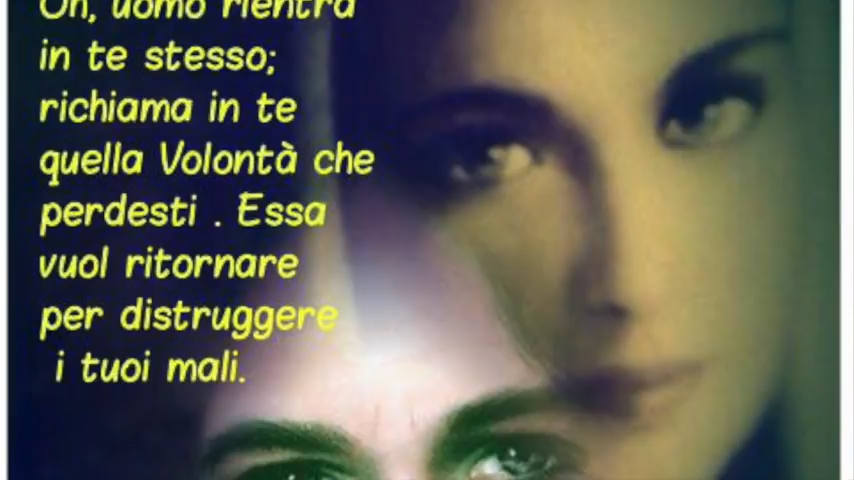 Oh, uomo rientra
in te stesso;
richiama in te
quella Volontà che
perdesti . Essa
vuol ritornare
per distruggere
i tuoi mali.